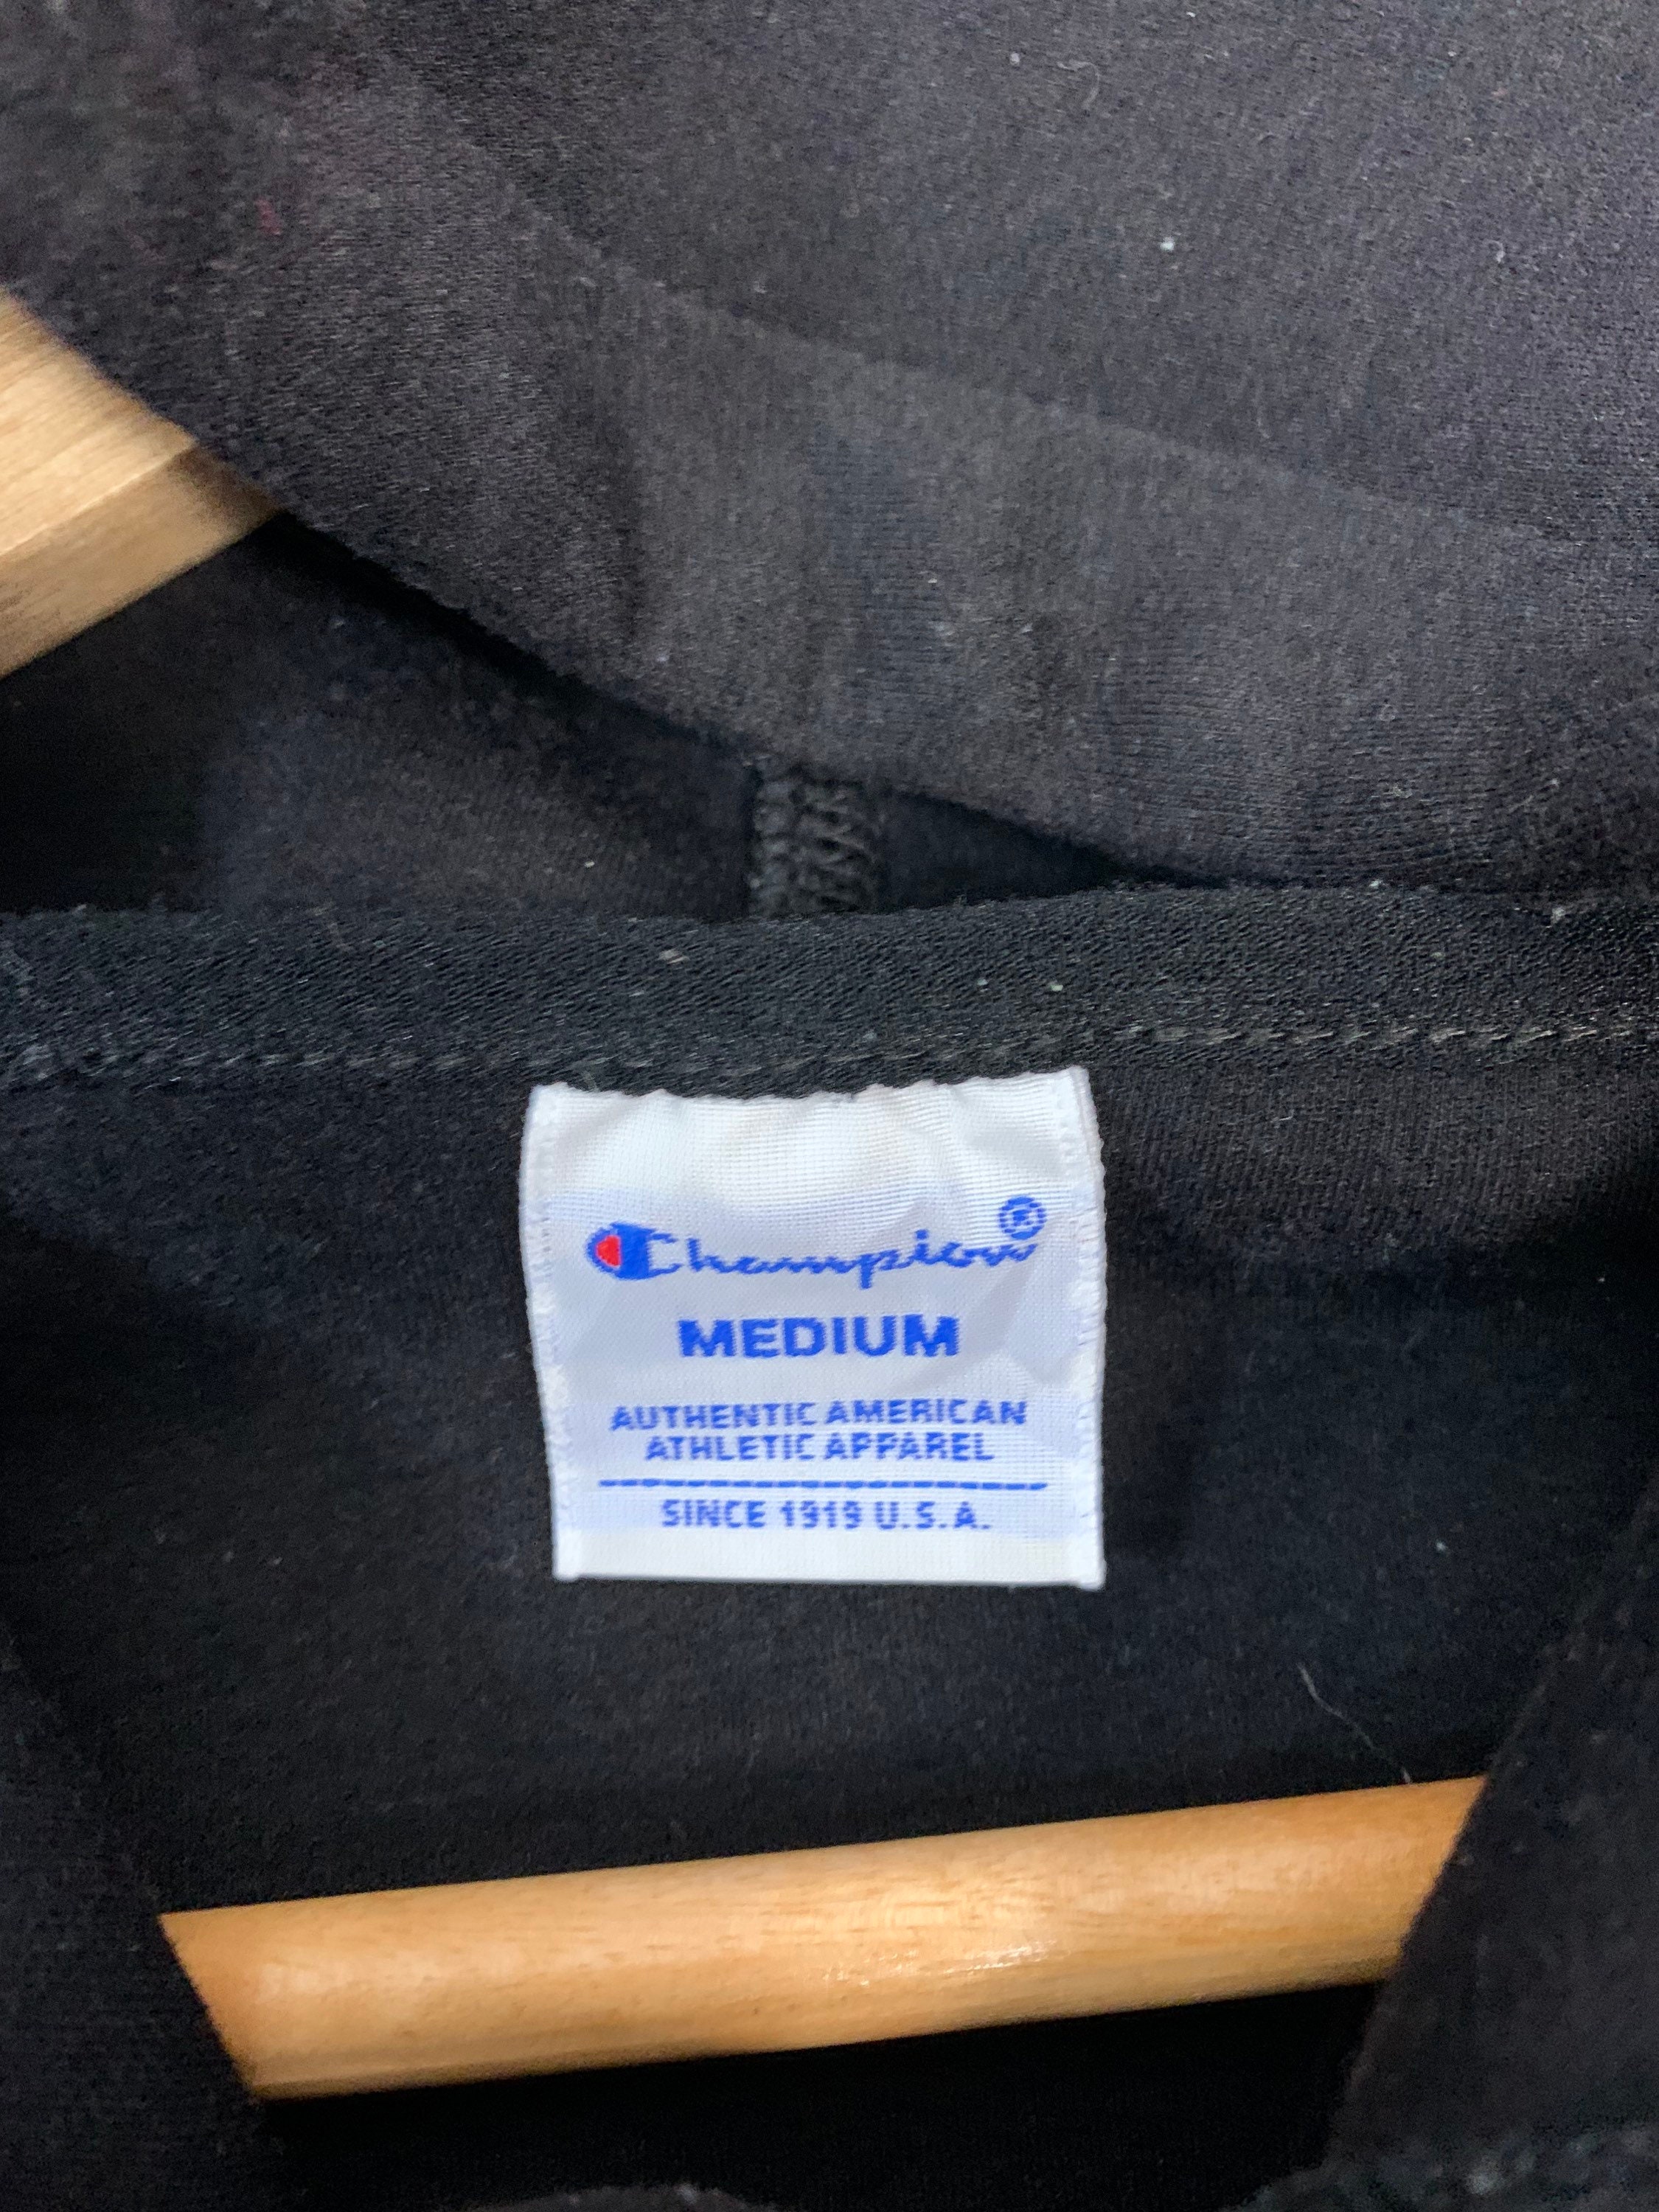 Champion®
MEDIUM
AUTHENTIC AMERICAN
ATHLETIC APPAREL
SINCE 1919 U.S.A.